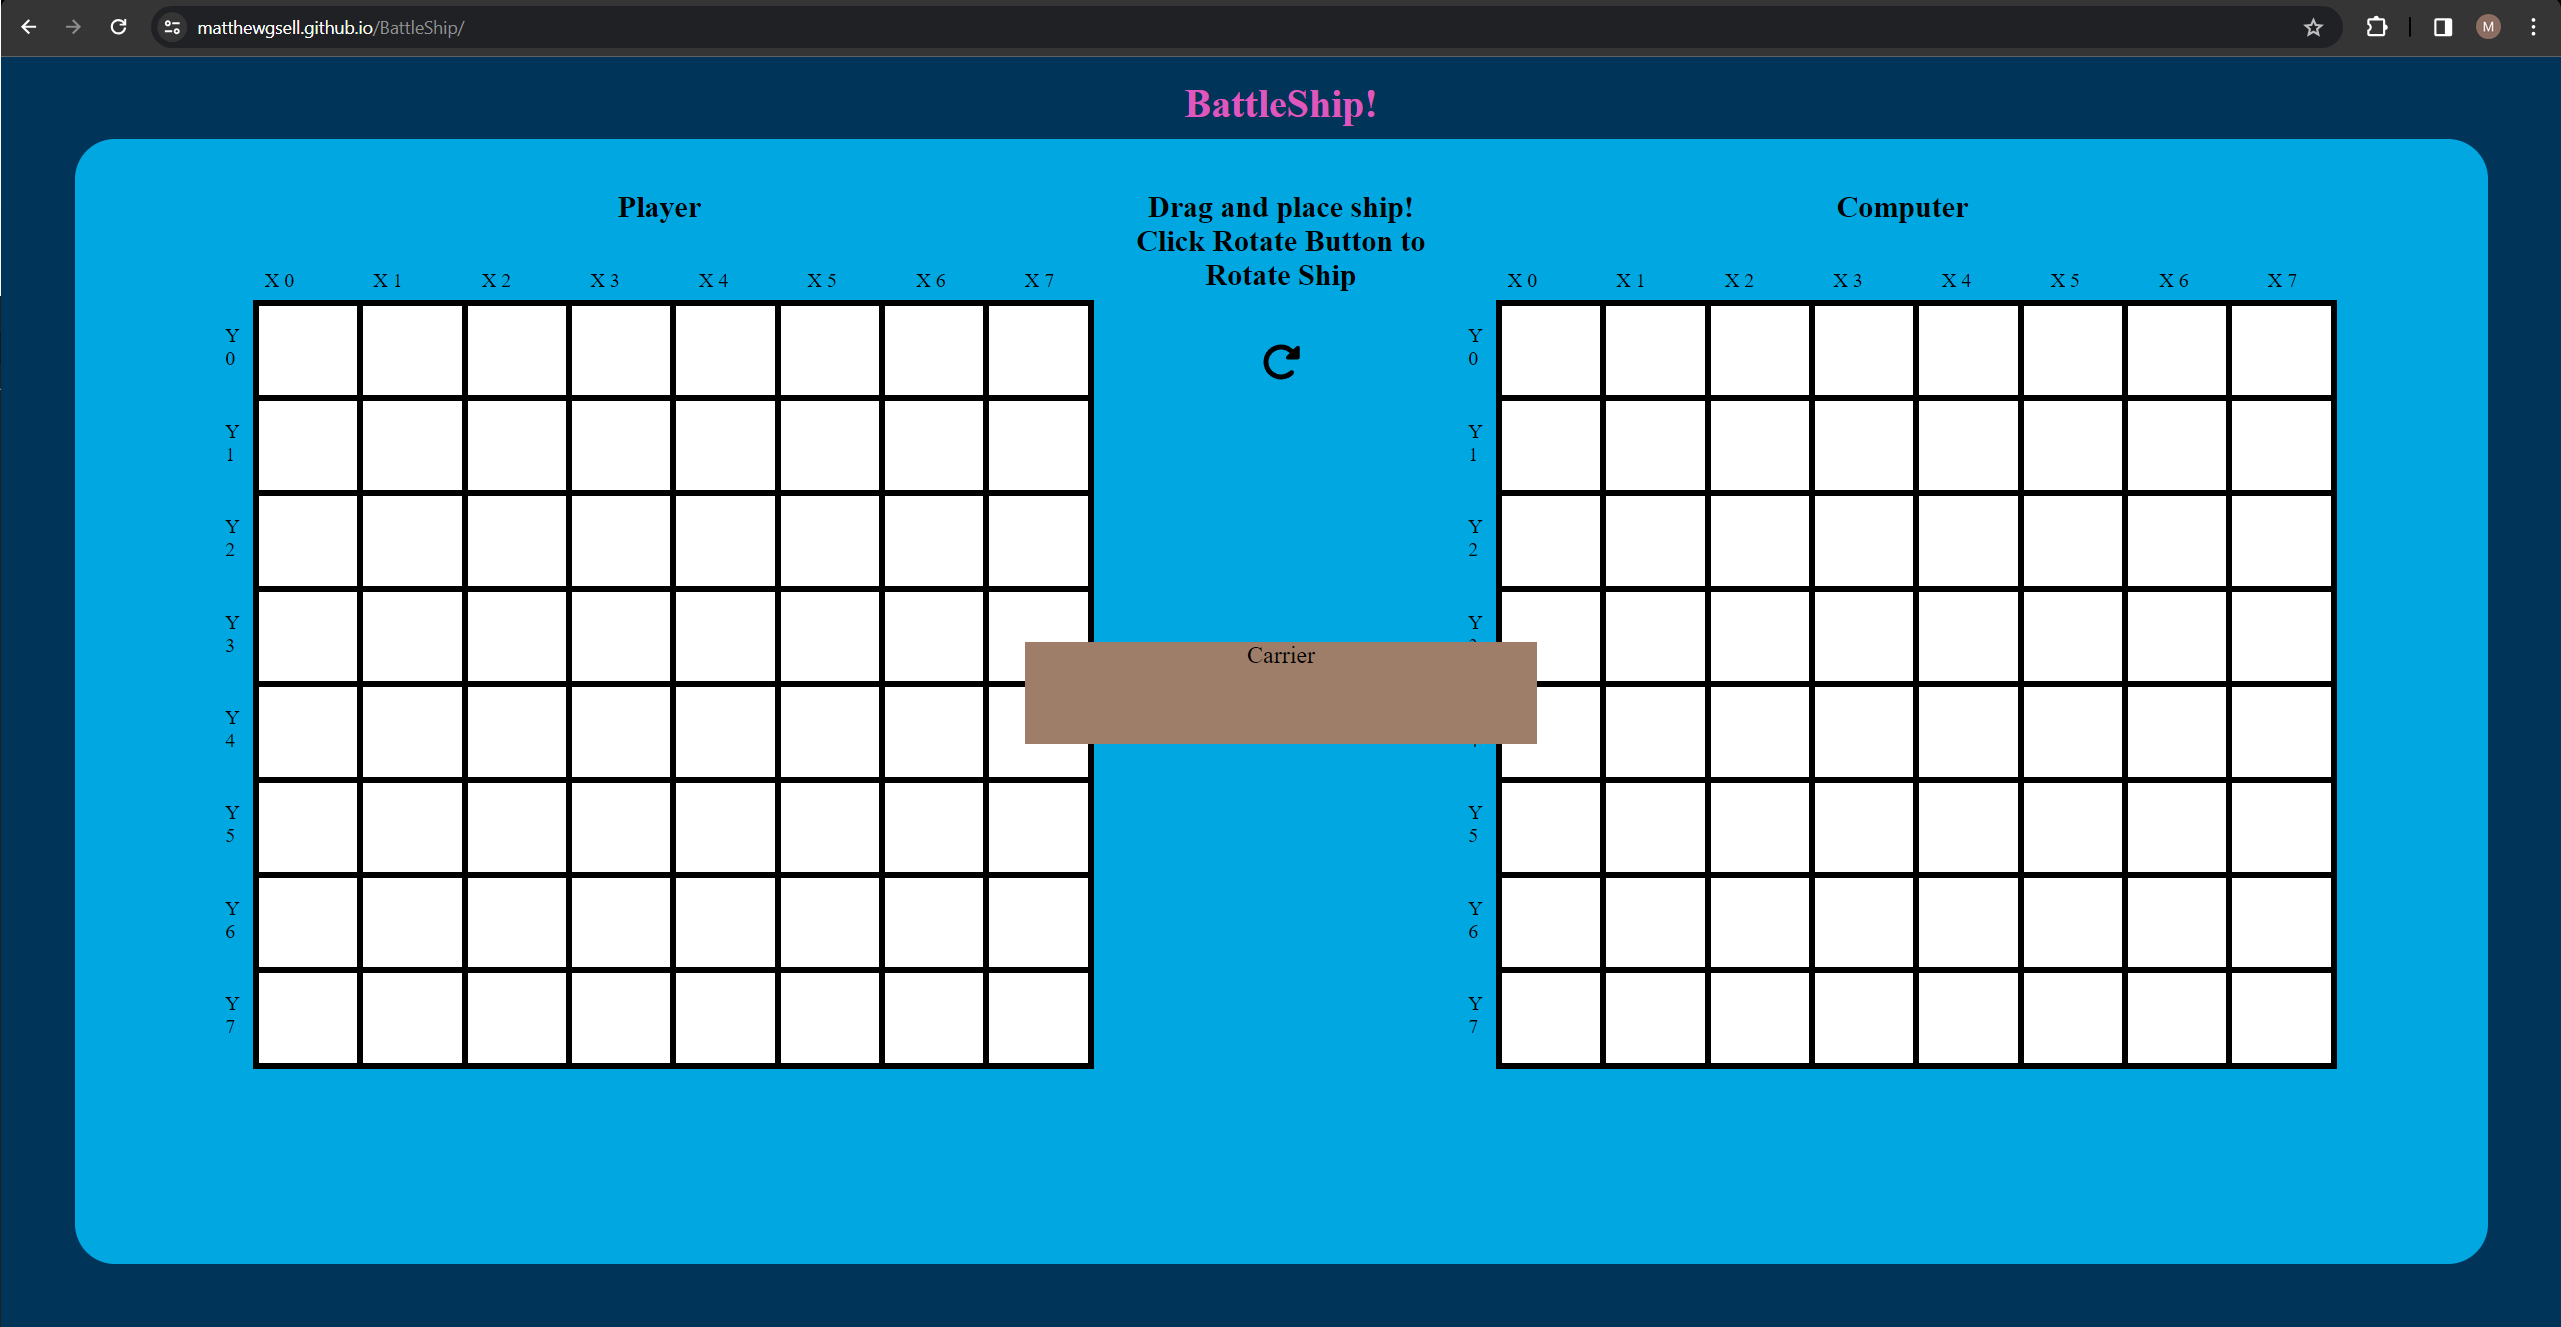 matthewgsell.github.io/BattleShip/
M
BattleShip!
Player
Drag and place ship!
Click Rotate Button to
Rotate Ship
Computer
X 0 X 1 X 2 X 3 X 4 X 5 X 6 X 7
X 0 X 1 X 2 X 3 X 4 X 5 X 6 X 7
Y
0
Y
1
Y
2
Y
3
Y
4
Y
5
Y
6
Y
7
Carrier
Y
0
Y
1
Y
2
Y
Y
5
Y
6
Y
7